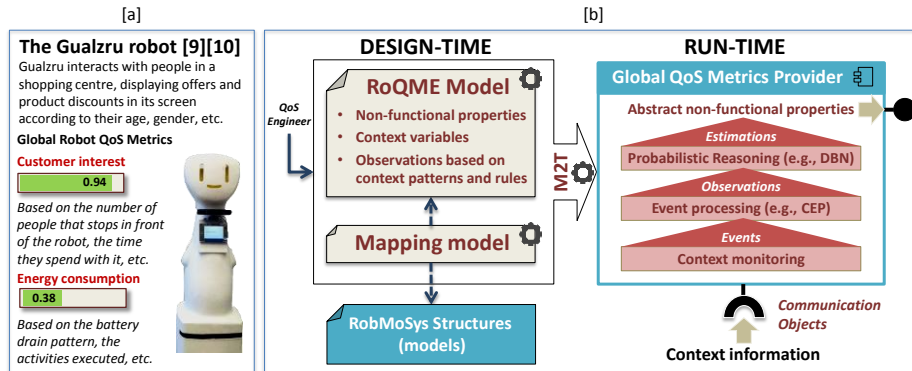 [a]
The Gualzru robot [9][10]
Gualzru interacts with people in a
shopping centre, displaying offers and
product discounts in its screen
according to their age, gender, etc.
Global Robot QoS Metrics
Customer interest
0.94
Based on the number of
people that stops in front
of the robot, the time
they spend with it, etc.
Energy consumption
0.38
Based on the battery
drain pattern, the
activities executed, etc.
[b]
DESIGN-TIME
QoS
Engineer
RoQME Model
• Non-functional properties
• Context variables
• Observations based on
context patterns and rules
Mapping model
RobMoSys Structures
(models)
M2T
RUN-TIME
Global QoS Metrics Provider
Abstract non-functional properties
Estimations
Probabilistic Reasoning (e.g., DBN)
Observations
Event processing (e.g., CEP)
Events
Context monitoring
Communication
Objects
Context information